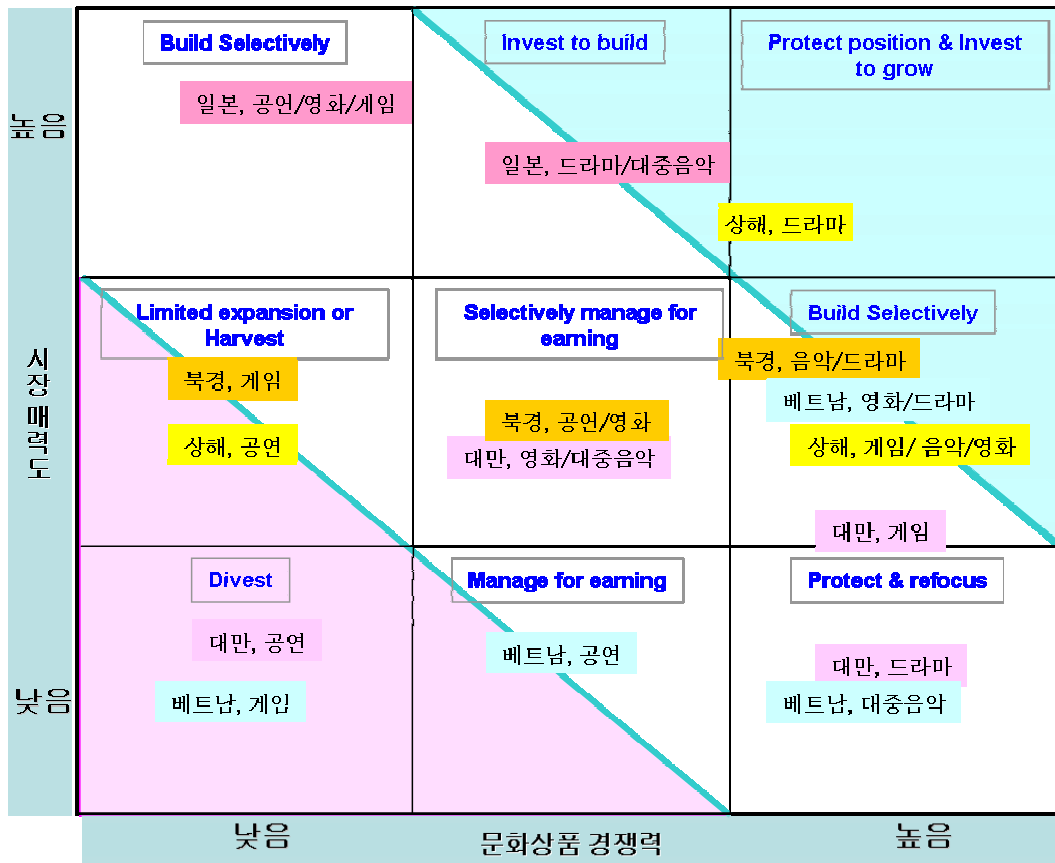 높음
시장 매력도
낮음
Build Selectively
일본, 공연/영화/게임
Invest to build
일본, 드라마/대중음악
Protect position & Invest
to grow
상해, 드라마
Limited expansion or
Harvest
북경, 게임
상해, 공연
Selectively manage for
earning
북경, 공연/영화
대만, 영화/대중음악
Build Selectively
북경, 음악/드라마
베트남, 영화/드라마
상해, 게임/ 음악/영화
대만, 게임
Divest
대만, 공연
베트남, 게임
Manage for earning
베트남, 공연
Protect & refocus
대만, 드라마
베트남, 대중음악
낮음
문화상품 경쟁력
높음